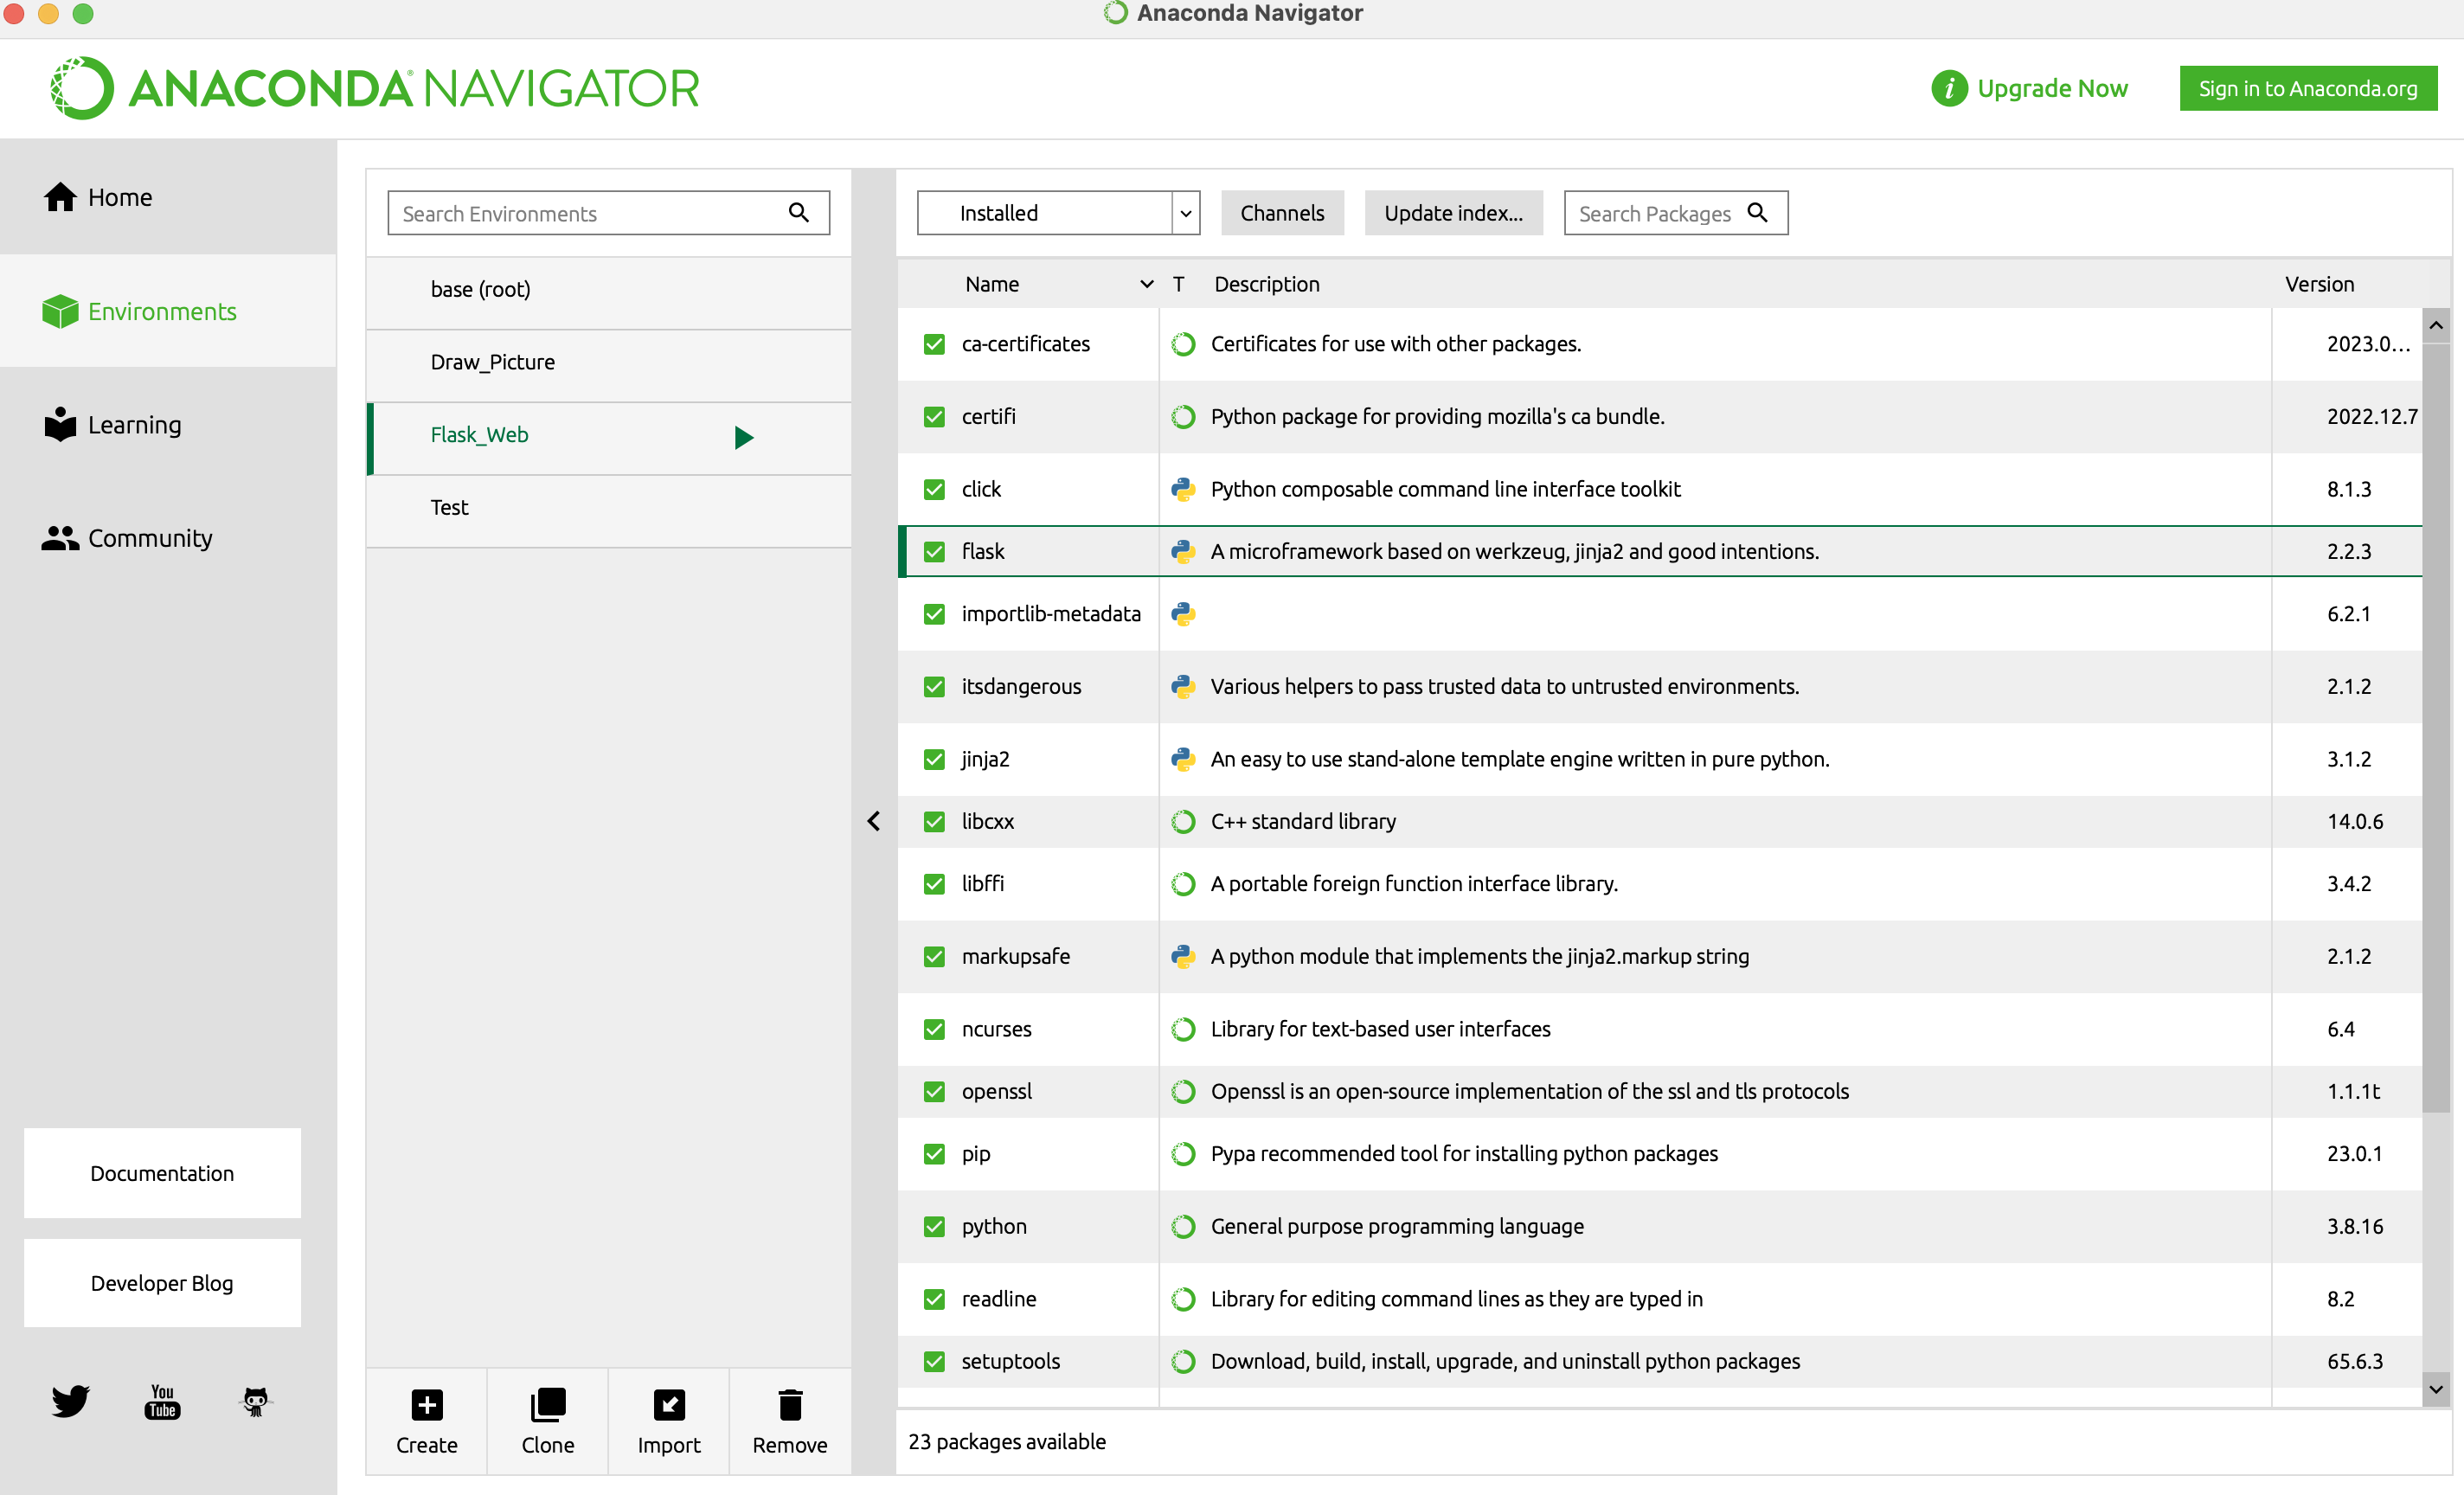 Anaconda Navigator
ANACONDA NAVIGATOR
Upgrade Now
Sign in to Anaconda.org
Home
Environments
Learning
Community
Documentation
Developer Blog
You Tube
Search Environments
base (root)
Draw_Picture
Flask_Web
Test
Create
Clone
Import
Remove
Installed
Channels
Update index...
Search Packages
Name T Description Version
ca-certificates Certificates for use with other packages. 2023.0...
certifi Python package for providing mozilla's ca bundle. 2022.12.7
click Python composable command line interface toolkit 8.1.3
flask A microframework based on werkzeug, jinja2 and good intentions. 2.2.3
importlib-metadata 6.2.1
itsdangerous Various helpers to pass trusted data to untrusted environments. 2.1.2
jinja2 An easy to use stand-alone template engine written in pure python. 3.1.2
libcxx C++ standard library 14.0.6
libffi A portable foreign function interface library. 3.4.2
markupsafe A python module that implements the jinja2.markup string 2.1.2
ncurses Library for text-based user interfaces 6.4
openssl Openssl is an open-source implementation of the ssl and tls protocols 1.1.1t
pip Pypa recommended tool for installing python packages 23.0.1
python General purpose programming language 3.8.16
readline Library for editing command lines as they are typed in 8.2
setuptools Download, build, install, upgrade, and uninstall python packages 65.6.3
23 packages available